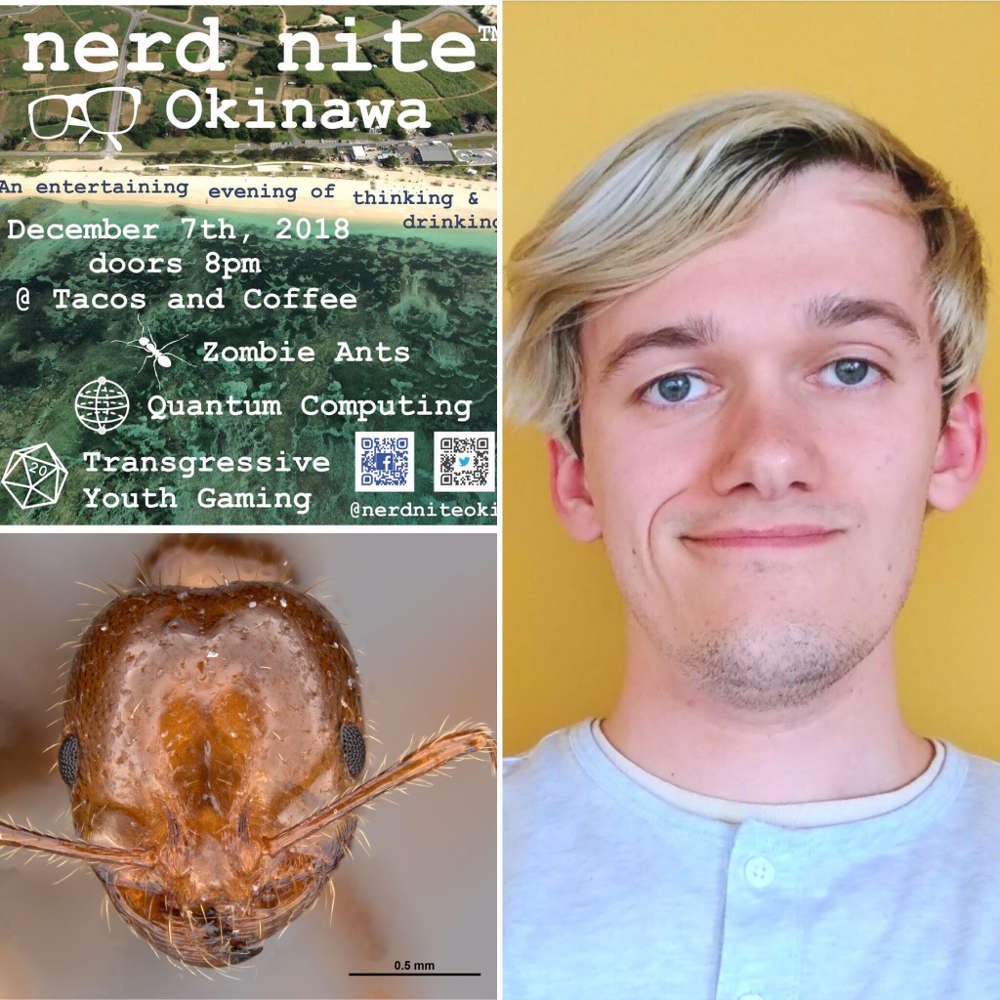 nerd nite™
Okinawa
An entertaining evening of thinking &
drinking
December 7th, 2018
doors 8pm
@ Tacos and Coffee
Zombie Ants
Quantum Computing
20
Transgressive
Youth Gaming
@nerdniteoki
0.5 mm